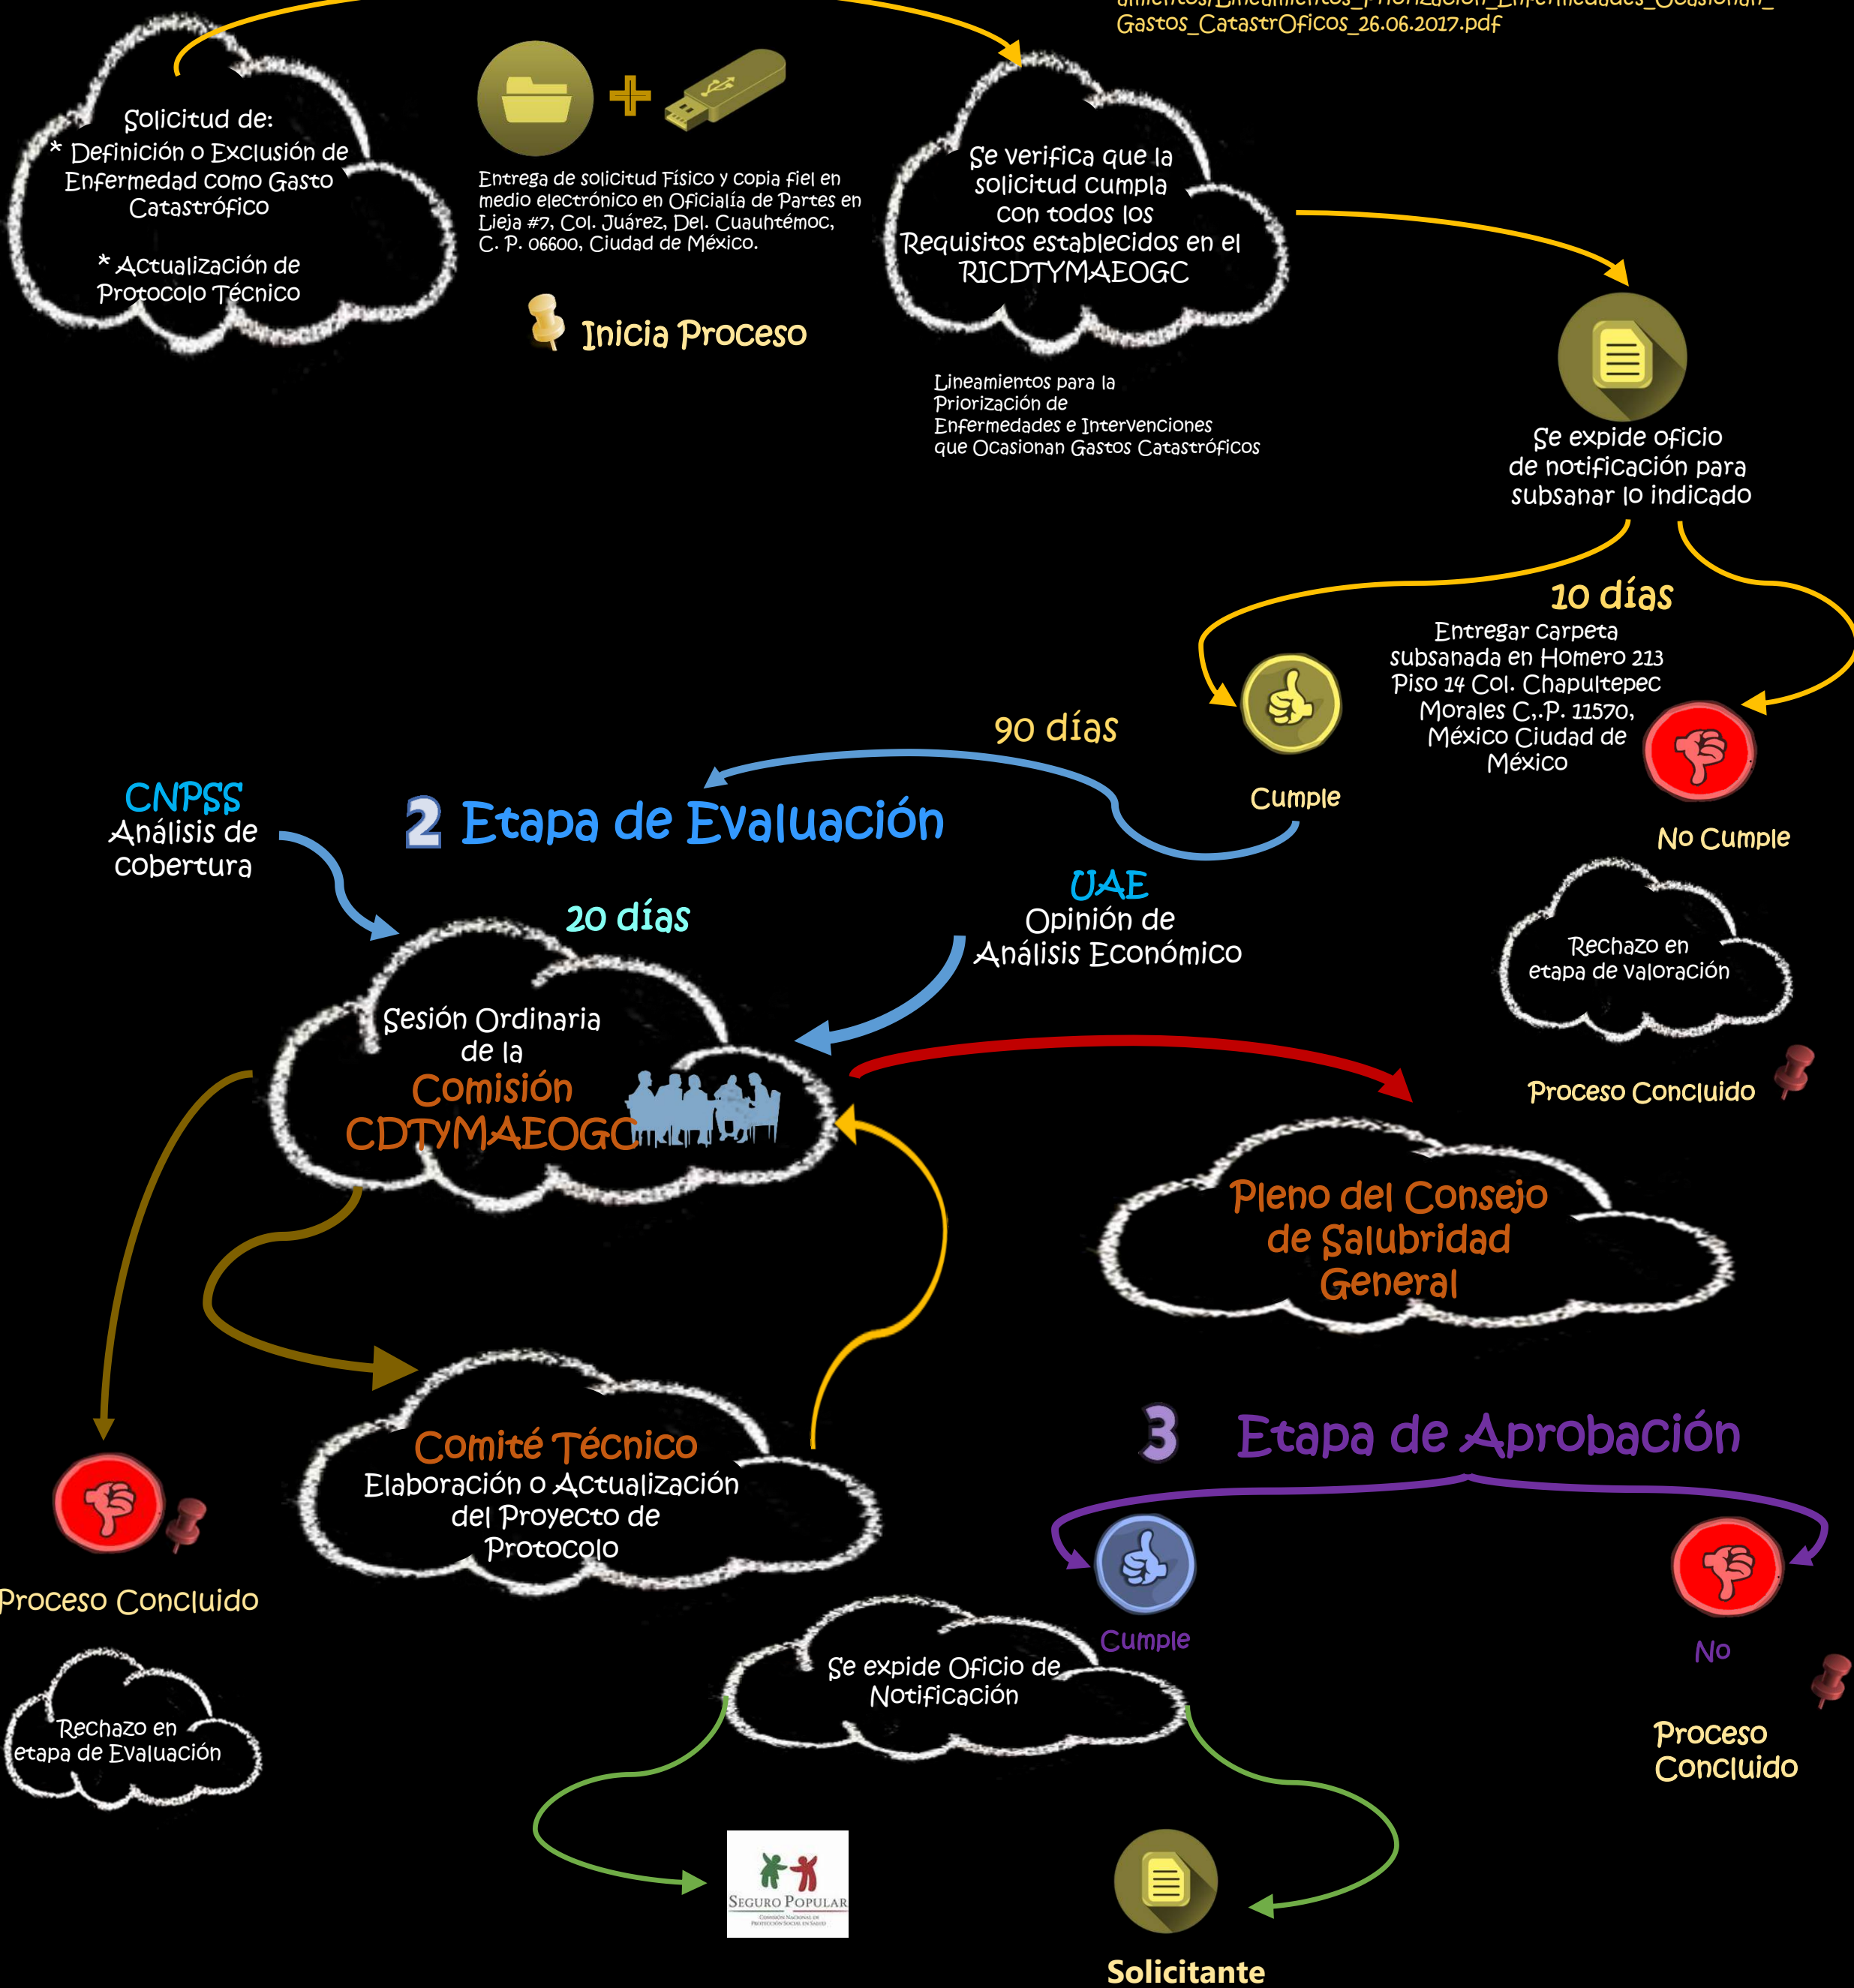 Gastos_CatastrOficos_26.06.2017.pdf
Solicitud de:
* Definición o Exclusión de
Enfermedad como Gasto
Catastrófico
* Actualización de
Protocolo Técnico
Entrega de solicitud Físico y copia fiel en
medio electrónico en Oficialía de Partes en
Lieja #7, Col. Juárez, Del. Cuauhtémoc,
C. P. 06600, Ciudad de México.
Inicia Proceso
Se verifica que la
solicitud cumpla
con todos los
Requisitos establecidos en el
RICDTYMAEOGC
Lineamientos para la
Priorización de
Enfermedades e Intervenciones
que Ocasionan Gastos Catastróficos
Se expide oficio
de notificación para
subsanar lo indicado
10 días
Entregar carpeta
subsanada en Homero 213
Piso 14 Col. Chapultepec
Morales C,.P. 11570,
México Ciudad de
México
Cumple
No Cumple
Rechazo en
etapa de valoración
Proceso Concluido
90 días
2 Etapa de Evaluación
CNPSS
Análisis de
cobertura
20 días
UAE
Opinión de
Análisis Económico
Sesión Ordinaria
de la
Comisión
CDTyMAEOGC
Pleno del Consejo
de Salubridad
General
Comité Técnico
Elaboración o Actualización
del Proyecto de
Protocolo
Proceso Concluido
Rechazo en
etapa de Evaluación
3 Etapa de Aprobación
Cumple
No
Proceso
Concluido
Se expide Oficio de
Notificación
SEGURO POPULAR
COMISIÓN NACIONAL DE
PROTECCIÓN SOCIAL EN SALUD
Solicitante